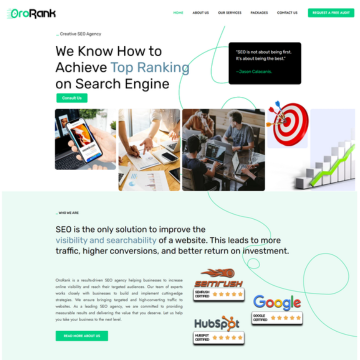 OroRank
HOME
ABOUT US
OUR SERVICES
PACKAGES
CONTACT US
REQUEST A FREE AUDIT
Creative SEO Agency
We Know How to
Achieve Top Ranking
on Search Engine
Consult Us
"SEO is not about being first.
It's about being the best."
WHO WE ARE
SEO is the only solution to improve the
visibility and searchability of a website. This leads to more
traffic, higher conversions, and better return on investment.
OroRank is a results-driven SEO agency helping businesses to increase
online visibility and reach their targeted audiences. Our team of experts
works closely with businesses to build and implement cutting-edge
strategies. We ensure bringing targeted and high-converting traffic to
websites. As a leading SEO agency, we are committed to providing
measurable results and delivering the value that you deserve. Let us help
you take your business to the next level.
READ MORE ABOUT US
SEMRUSH
SEMRUSH
CERTIFIED
Google
GOOGLE
CERTIFIED
HubSpot
HUBSPOT
CERTIFIED